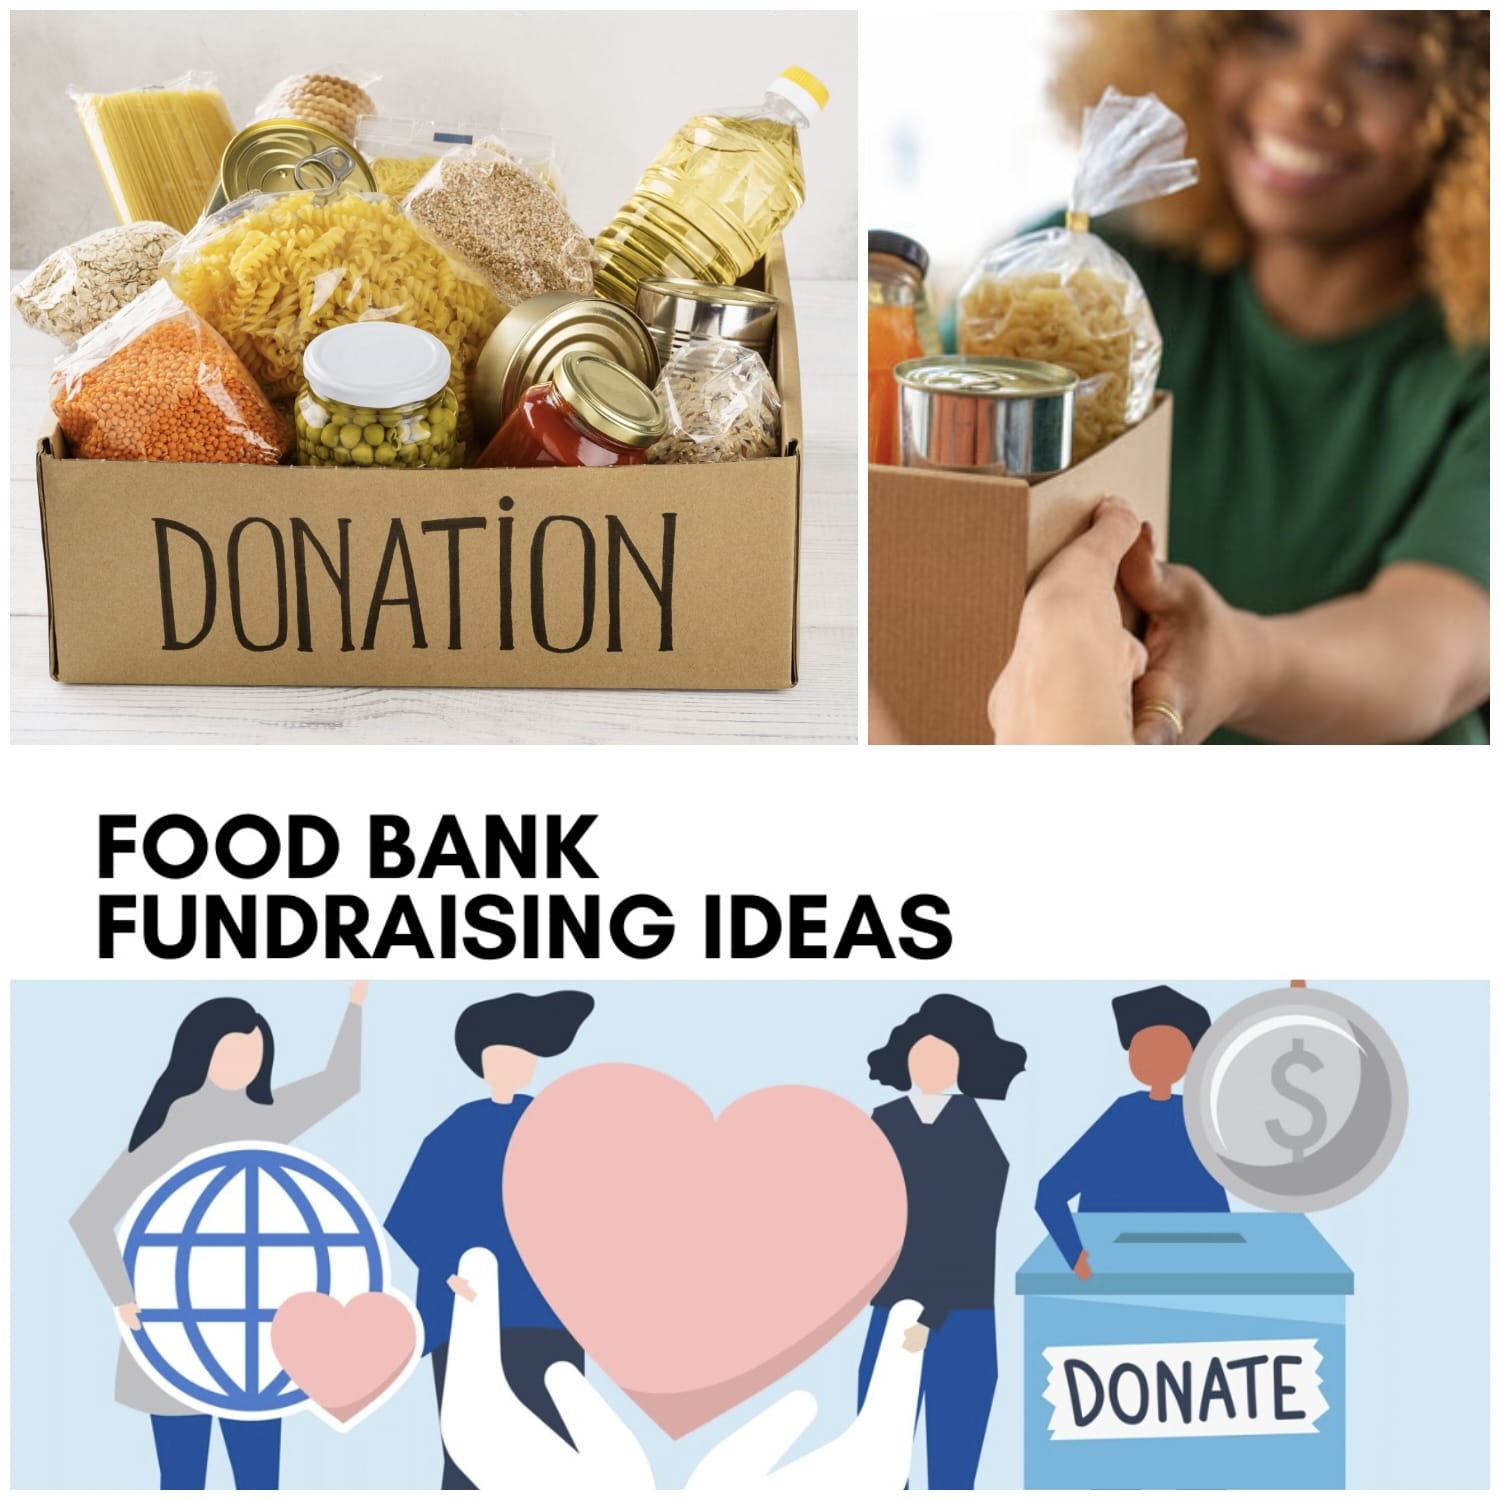 DONATiON
FOOD BANK
FUNDRAISING IDEAS
$
DONATE